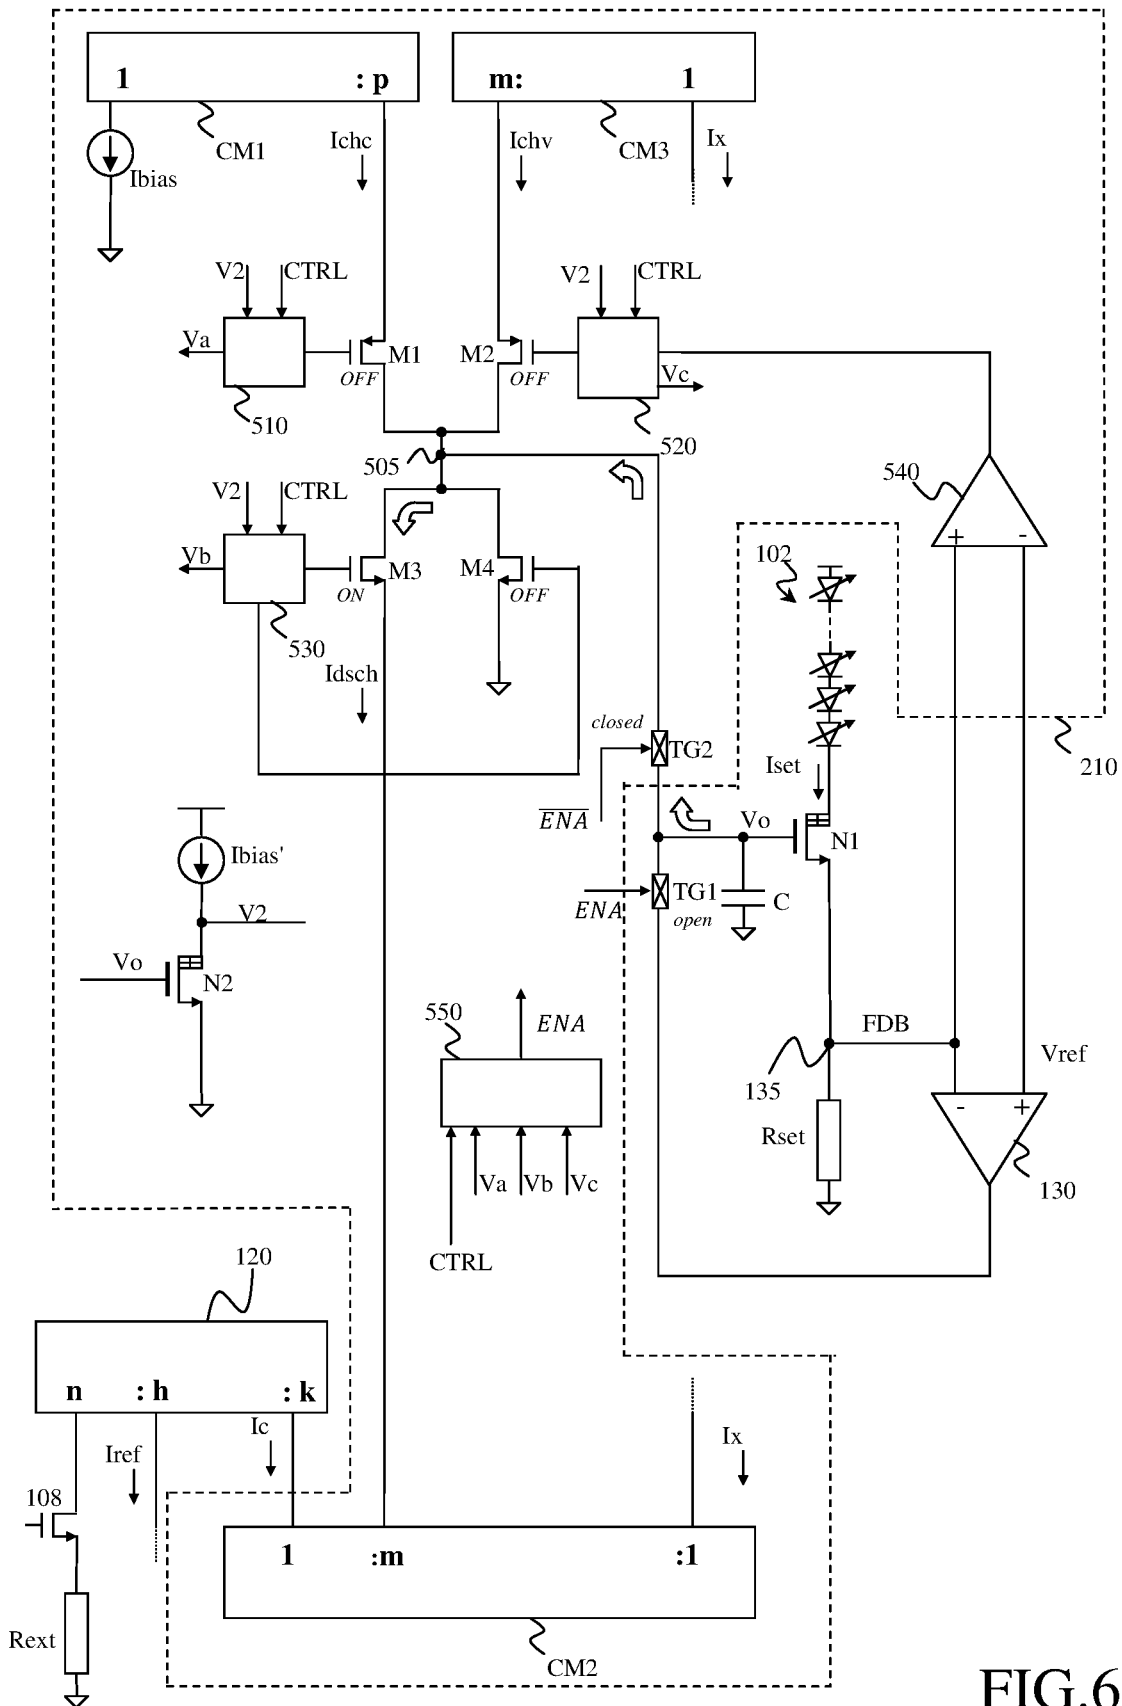 1 : p
m: 1
CM1
CM3
Ibias
Ichc
Ichv
Ix
V2 CTRL
V2 CTRL
Va
M1
OFF
M2
OFF
Vc
510
520
505
540
V2 CTRL
Vb
M3
ON
M4
OFF
530
+ -
102
Idsch
closed
TG2
ENA
210
Iset
Vo
N1
Ibias'
V2
Vo
N2
TG1
open
ENA
C
550
ENA
FDB
Vref
135
Rset
- +
130
Va Vb Vc
CTRL
120
n : h : k
Ic
Iref
Ix
108
1 :m :1
Rext
CM2
FIG.6